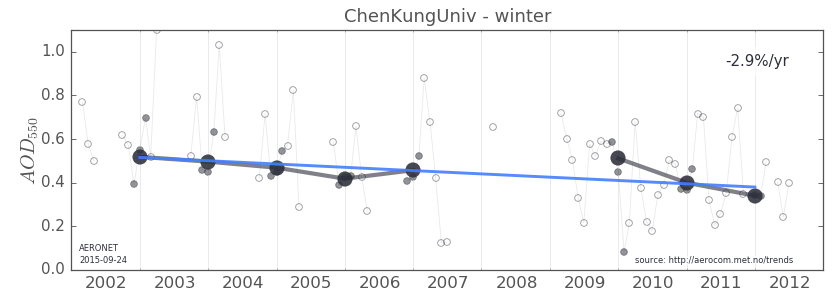 ChenKungUniv - winter
-2.9%/yr
1.0
0.8
0.6
0.4
0.2
0.0
AOD550
AERONET
2015-09-24
source: http://aerocom.met.no/trends
2002 2003 2004 2005 2006 2007 2008 2009 2010 2011 2012